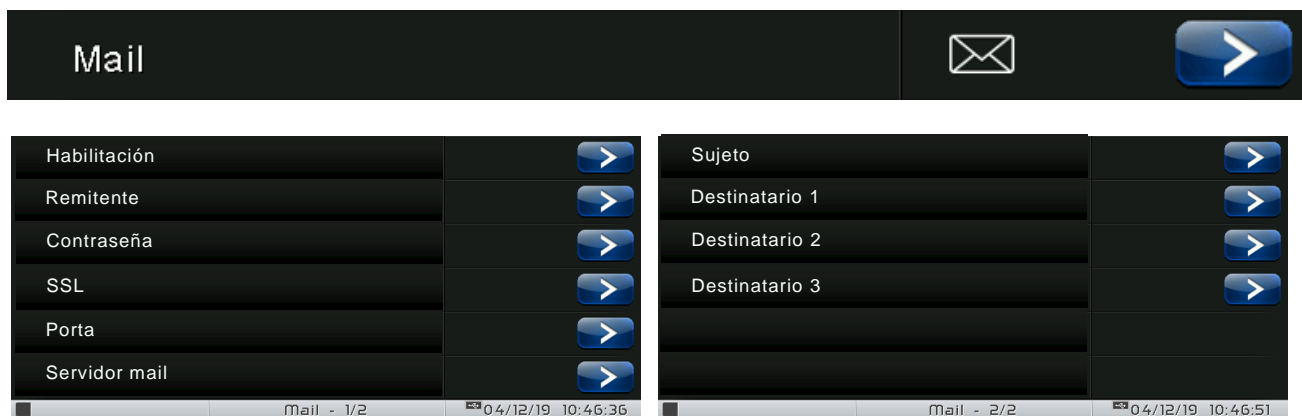 Mail
Habilitación
Remitente
Contraseña
SSL
Porta
Servidor mail
Mail - 1/2 04/12/19 10:46:36
Sujeto
Destinatario 1
Destinatario 2
Destinatario 3
Mail - 2/2 04/12/19 10:46:51